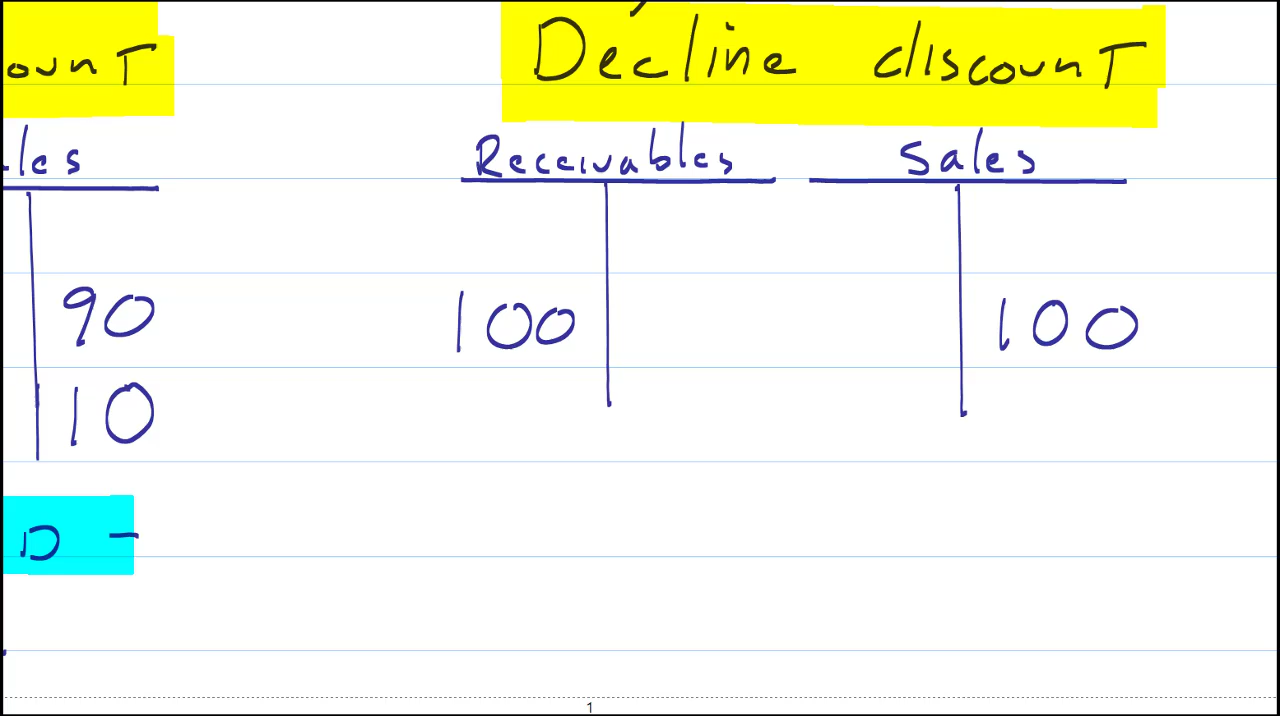 ounT
Decline discounT
les
Receivables
Sales
90
100
100
10
D -
1